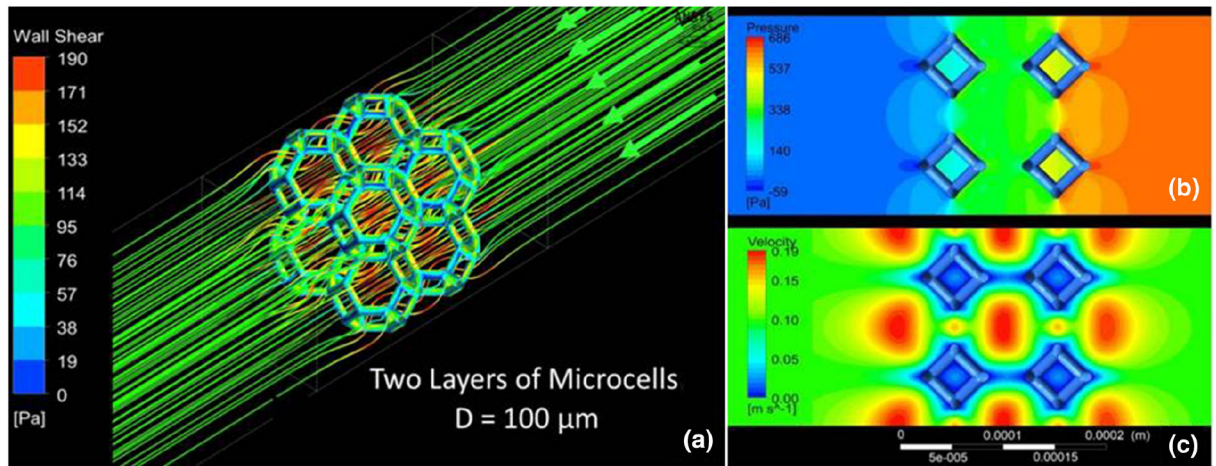 Wall Shear
190
171
152
133
114
95
76
57
38
19
0
[Pa]
ANSYS
Two Layers of Microcells
D = 100 µm
(a)
Pressure
686
537
338
140
-59
[Pa]
(b)
Velocity
0.19
0.10
0.05
0.00
[m s^-1]
(c)
0 0.0001 0.0002 (m)
5e-005 0.00015